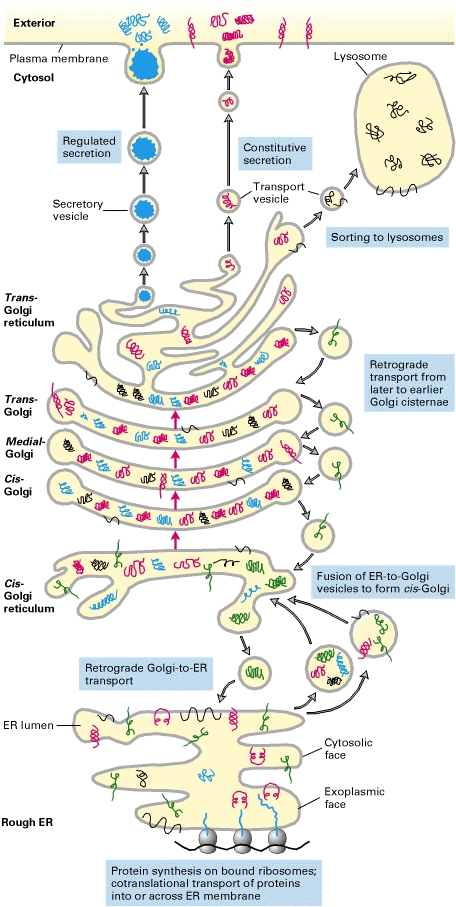 Exterior
Plasma membrane
Cytosol
Lysosome
Regulated
secretion
Constitutive
secretion
Secretory
vesicle
Transport
vesicle
Sorting to lysosomes
Trans-
Golgi
reticulum
Retrograde
transport from
later to earlier
Golgi cisternae
Trans-
Golgi
Medial-
Golgi
Cis-
Golgi
Cis-
Golgi
reticulum
Fusion of ER-to-Golgi
vesicles to form cis-Golgi
Retrograde Golgi-to-ER
transport
ER lumen
Cytosolic
face
Exoplasmic
face
Rough ER
Protein synthesis on bound ribosomes;
cotranslational transport of proteins
into or across ER membrane